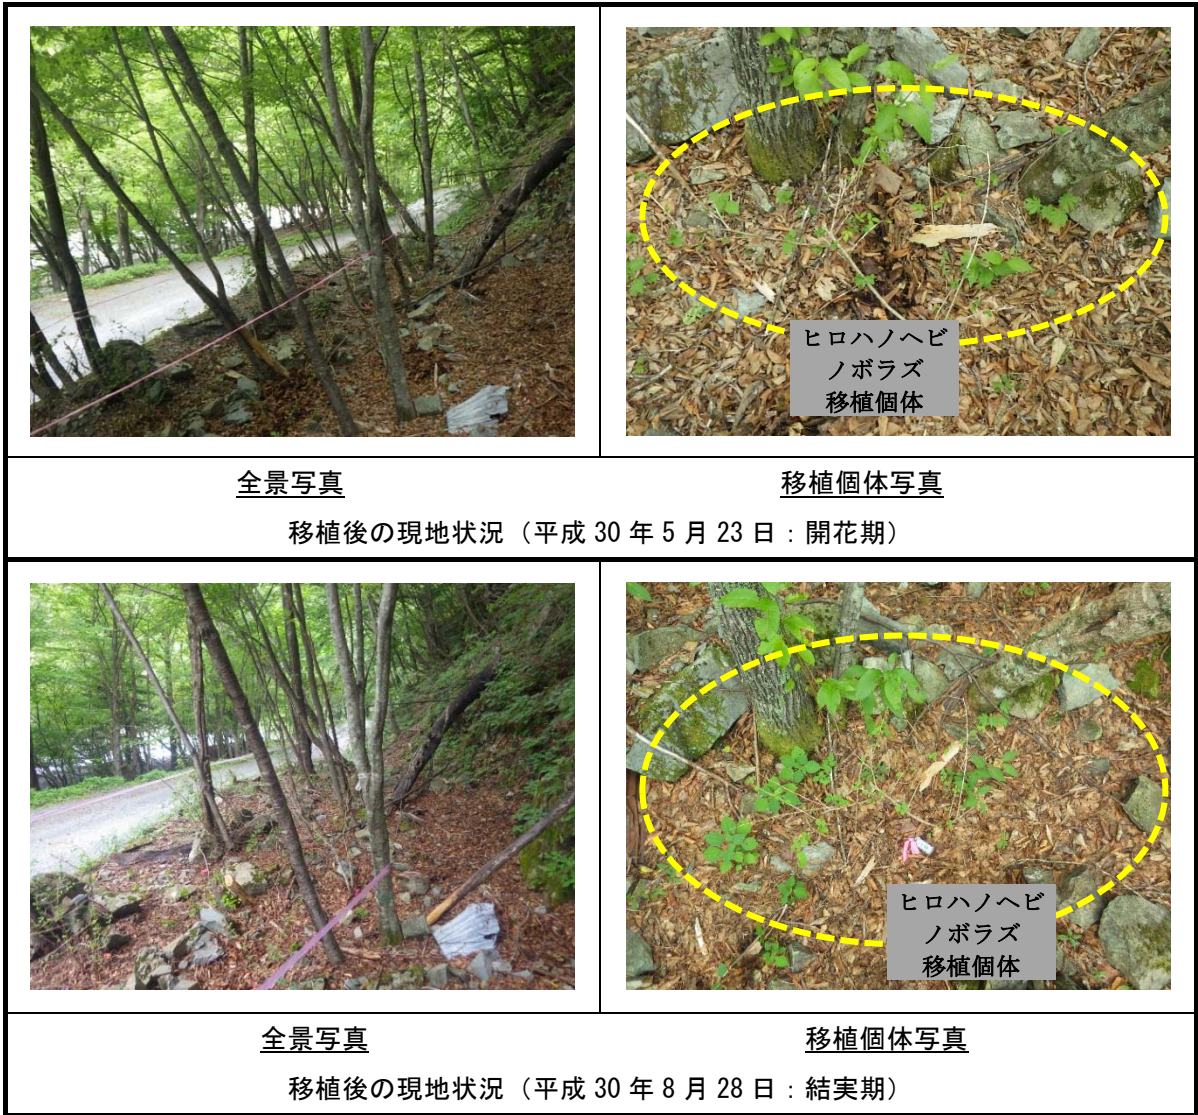 ヒロハノヘビ
ノボラズ
移植個体
全景写真
移植個体写真
移植後の現地状況（平成 30 年 5 月 23 日：開花期）
ヒロハノヘビ
ノボラズ
移植個体
全景写真
移植個体写真
移植後の現地状況（平成 30 年 8 月 28 日：結実期）